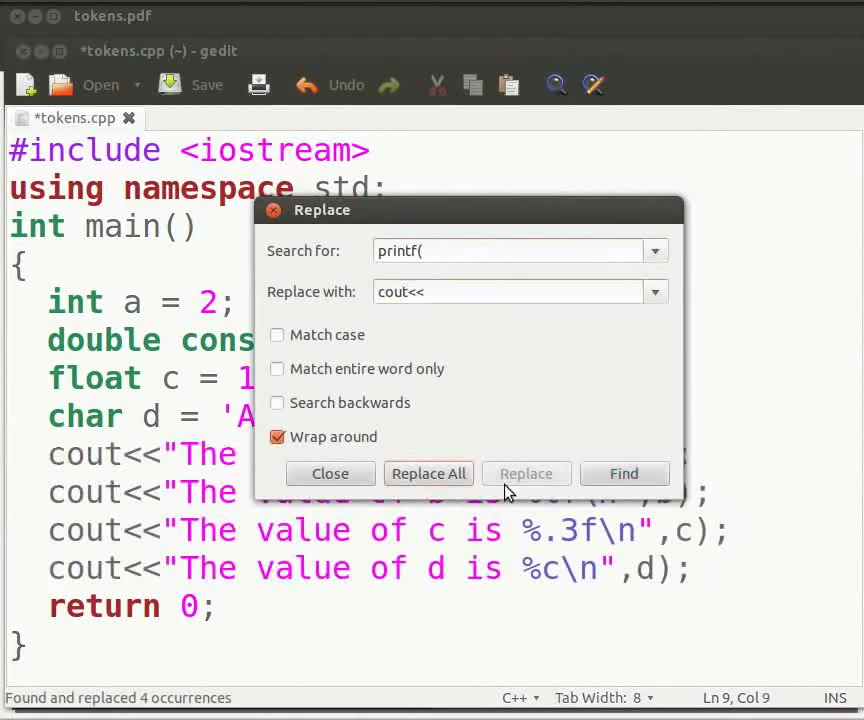 tokens.pdf
*tokens.cpp (~) - gedit
Open Save Undo
*tokens.cpp
#include <iostream>
using namespace std;
int main()
{
int a = 2;
double cons
float c = 1
char d = 'A
cout<<"The
cout<<"The
cout<<"The value of c is %.3f\n",c);
cout<<"The value of d is %c\n",d);
return 0;
}
Replace
Search for: printf(
Replace with: cout<<
Match case
Match entire word only
Search backwards
Wrap around
Close Replace All Replace Find
Found and replaced 4 occurrences C++ Tab Width: 8 Ln 9, Col 9 INS